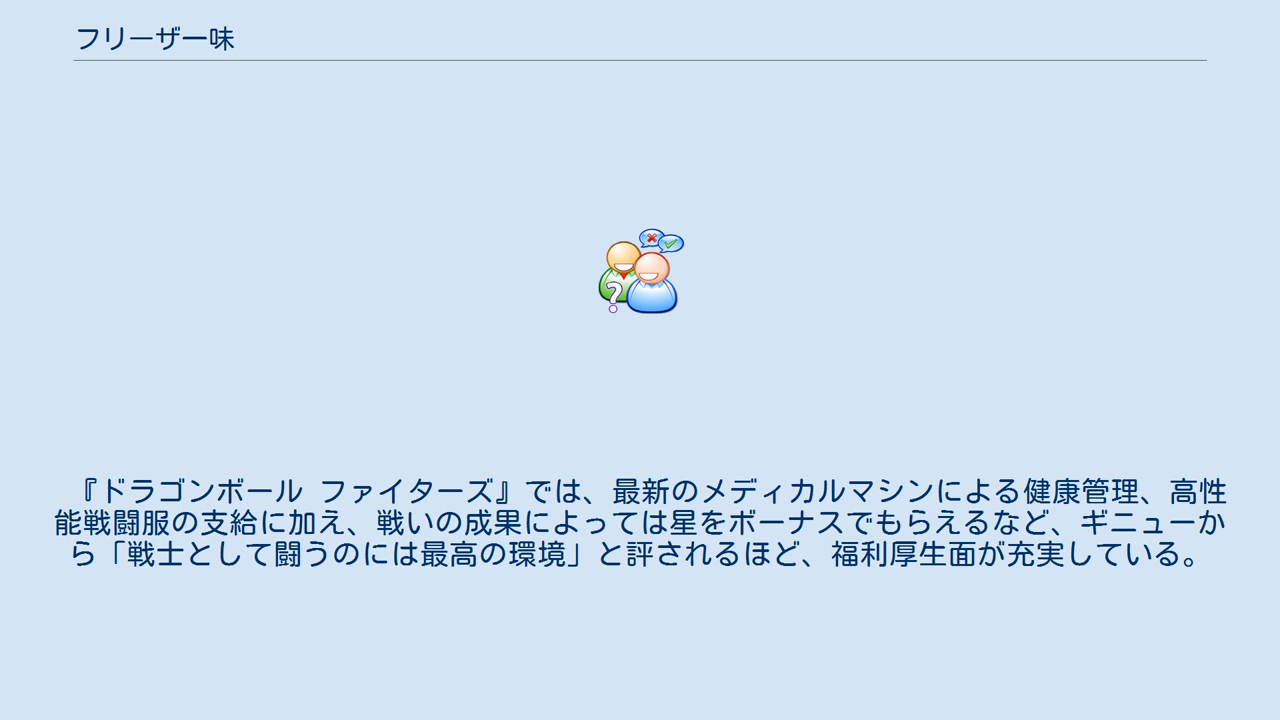 フリーザー味
『ドラゴンボール ファイターズ』では、最新のメディカルマシンによる健康管理、高性
能戦闘服の支給に加え、戦いの成果によっては星をボーナスでもらえるなど、ギニューか
ら「戦士として闘うのには最高の環境」と評されるほど、福利厚生面が充実している。